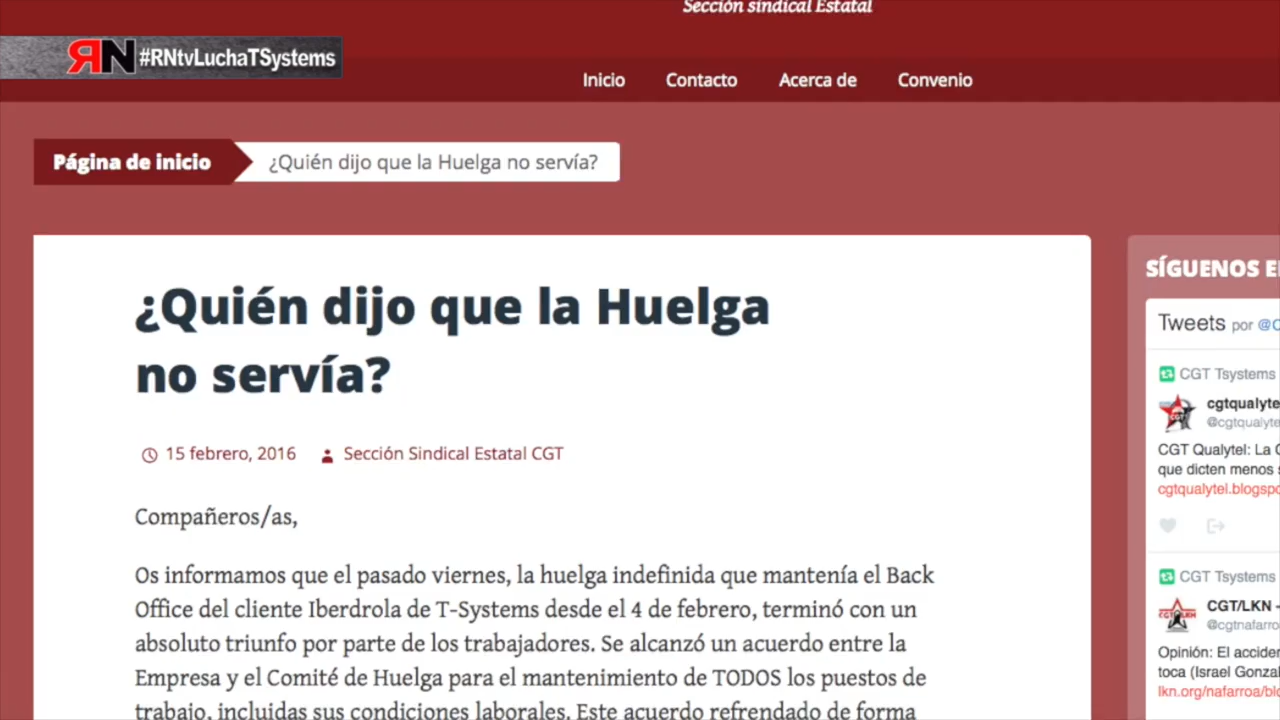 Sección sindical Estatal
RN #RNtvLuchaTSystems
Inicio Contacto Acerca de Convenio
Página de inicio ¿Quién dijo que la Huelga no servía?
¿Quién dijo que la Huelga
no servía?
15 febrero, 2016 Sección Sindical Estatal CGT
Compañeros/as,
Os informamos que el pasado viernes, la huelga indefinida que mantenía el Back
Office del cliente Iberdrola de T-Systems desde el 4 de febrero, terminó con un
absoluto triunfo por parte de los trabajadores. Se alcanzó un acuerdo entre la
Empresa y el Comité de Huelga para el mantenimiento de TODOS los puestos de
trabajo, incluidas sus condiciones laborales. Este acuerdo refrendado de forma
SÍGUENOS
Tweets por
CGT Tsystems
cgtqualyte
@cgtqualyte
CGT Qualytel: La
que dicten menos
cgtqualytel.blogspo
CGT Tsystems
CGT/LKN -
@cgtnafarro
Opinión: El acciden
toca (Israel Gonza
lkn.org/nafarroa/blo